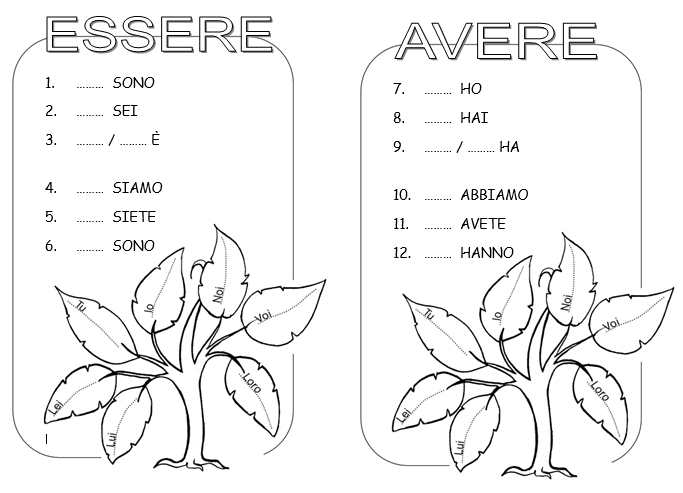 ESSERE
1. ……… SONO
2. ……… SEI
3. ……… / ……… È
4. ……… SIAMO
5. ……… SIETE
6. ……… SONO
Tu
Io
Noi
Voi
Lei
Lui
Loro
I
AVERE
7. ……… HO
8. ……… HAI
9. ……… / ……… HA
10. ……… ABBIAMO
11. ……… AVETE
12. ……… HANNO
Tu
Io
Noi
Voi
Lei
Lui
Loro